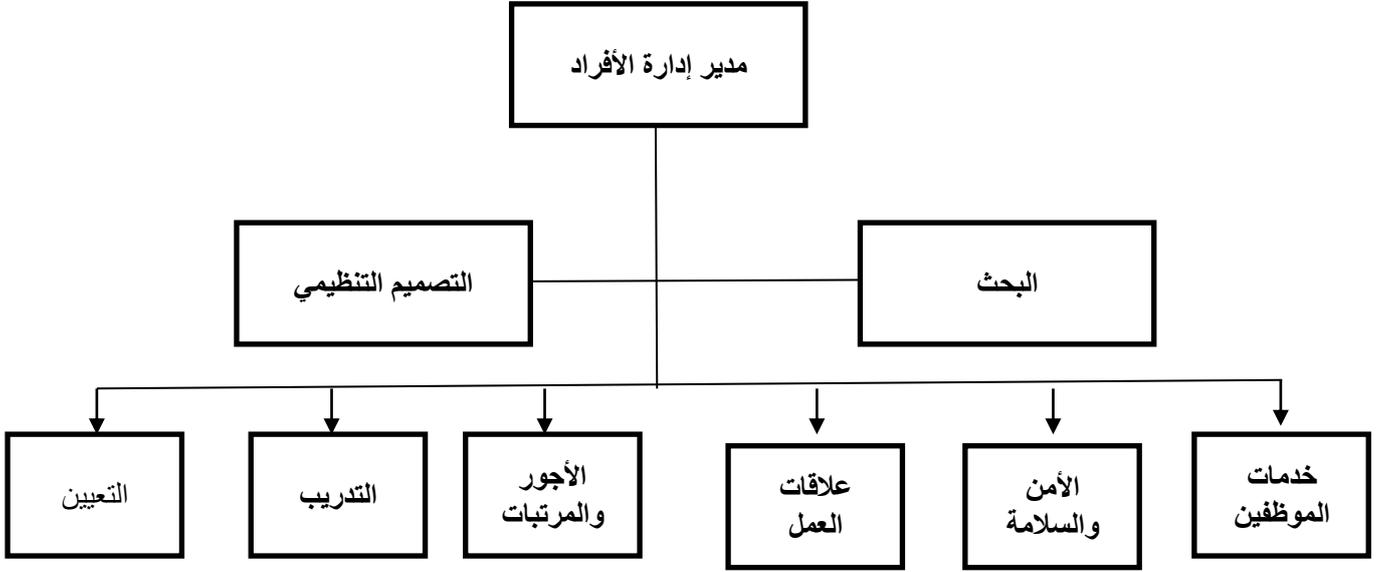 مدير إدارة الأفراد
البحث
التصميم التنظيمي
خدمات
الموظفين
الأمن
والسلامة
علاقات
العمل
الأجور
والمرتبات
التدريب
التعيين